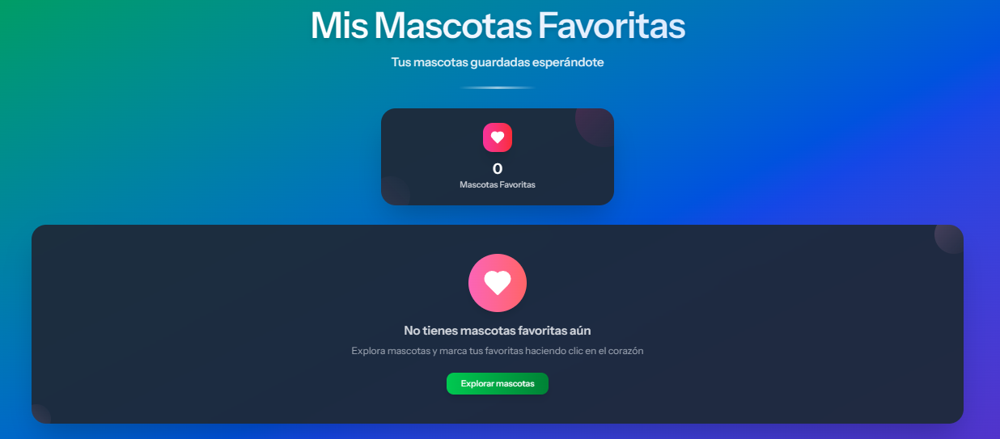 Mis Mascotas Favoritas
Tus mascotas guardadas esperándote
0
Mascotas Favoritas
No tienes mascotas favoritas aún
Explora mascotas y marca tus favoritas haciendo clic en el corazón
Explorar mascotas